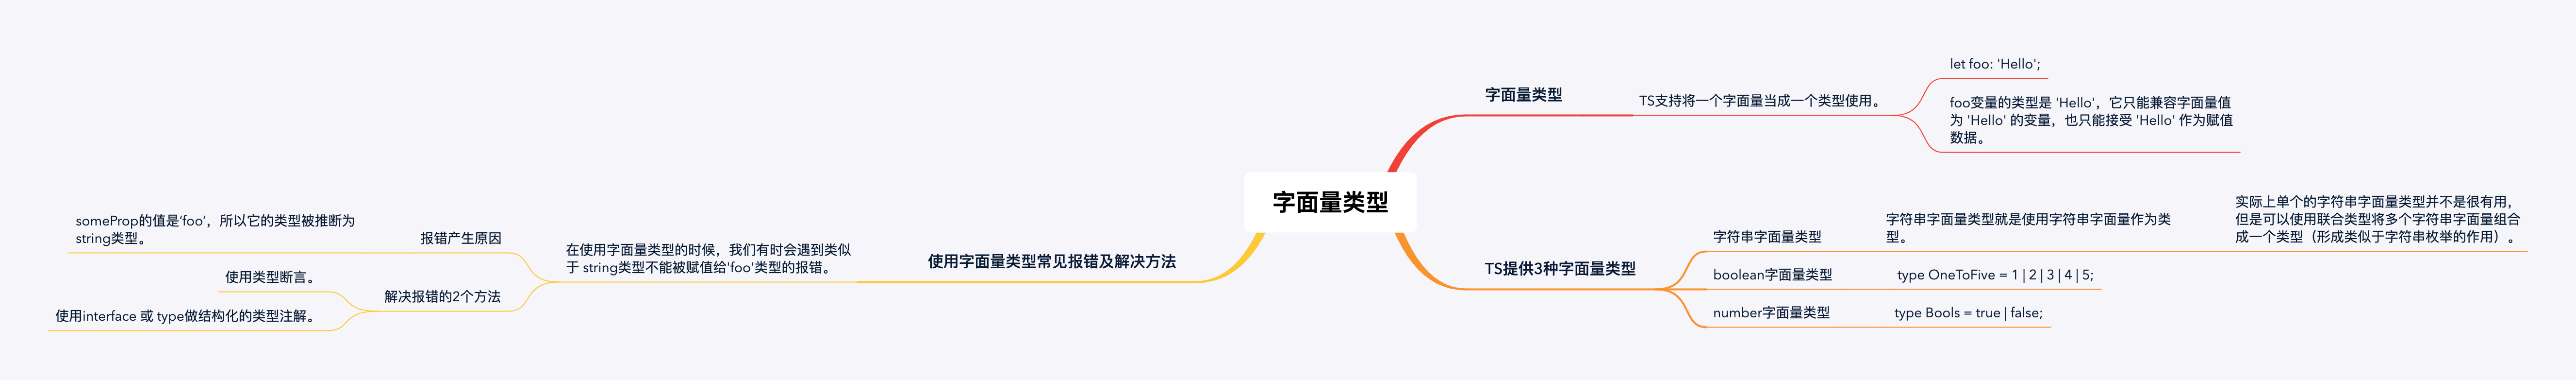 字面量类型
字面量类型
TS支持将一个字面量当成一个类型使用。
let foo: 'Hello';
foo变量的类型是 'Hello'，它只能兼容字面量值
为 'Hello' 的变量，也只能接受 'Hello' 作为赋值
数据。
TS提供3种字面量类型
字符串字面量类型
字符串字面量类型就是使用字符串字面量作为类
型。
实际上单个的字符串字面量类型并不是很有用，
但是可以使用联合类型将多个字符串字面量组合
成一个类型（形成类似于字符串枚举的作用）。
boolean字面量类型
type OneToFive = 1 | 2 | 3 | 4 | 5;
number字面量类型
type Bools = true | false;
使用字面量类型常见报错及解决方法
在使用字面量类型的时候，我们有时会遇到类似
于 string类型不能被赋值给'foo'类型的报错。
报错产生原因
someProp的值是‘foo’，所以它的类型被推断为
string类型。
解决报错的2个方法
使用类型断言。
使用interface 或 type做结构化的类型注解。